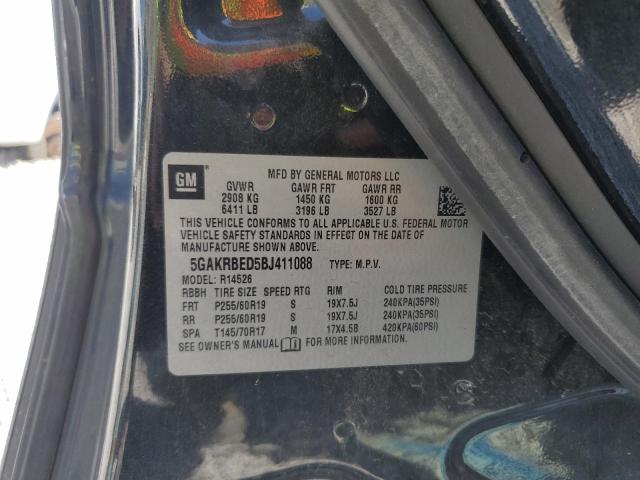 GM
MFD BY GENERAL MOTORS LLC
GVWR GAWR FRT GAWR RR
2908 KG 1450 KG 1600 KG
6411 LB 3196 LB 3527 LB
THIS VEHICLE CONFORMS TO ALL APPLICABLE U.S. FEDERAL MOTOR
VEHICLE SAFETY STANDARDS IN EFFECT ON THE DATE OF
MANUFACTURE SHOWN ABOVE.
5GAKRBED5BJ411088 TYPE: M.P.V.
MODEL: R14526
RBBH TIRE SIZE SPEED RTG RIM COLD TIRE PRESSURE
FRT P255/60R19 S 19X7.5J 240KPA(35PSI)
RR P255/60R19 S 19X7.5J 240KPA(35PSI)
SPA T145/70R17 M 17X4.5B 420KPA(60PSI)
SEE OWNER'S MANUAL FOR MORE INFORMATION.